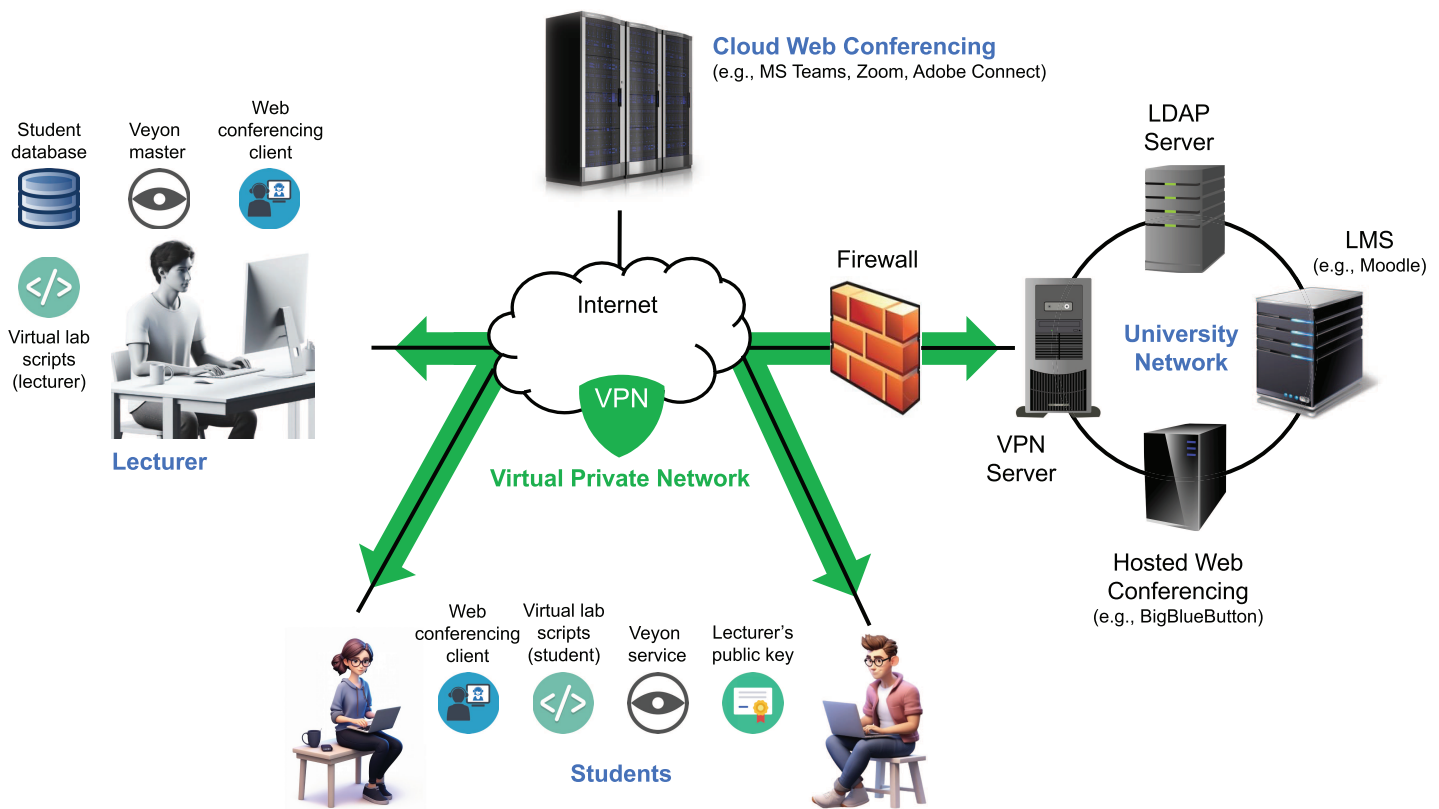 Cloud Web Conferencing
(e.g., MS Teams, Zoom, Adobe Connect)
Student
database
Veyon
master
Web
conferencing
client
</>
Virtual lab
scripts
(lecturer)
Lecturer
Internet
VPN
Virtual Private Network
Firewall
LDAP
Server
LMS
(e.g., Moodle)
University
Network
VPN
Server
Hosted Web
Conferencing
(e.g., BigBlueButton)
Web
conferencing
client
Virtual lab
scripts
(student)
</>
Veyon
service
Lecturer’s
public key
Students